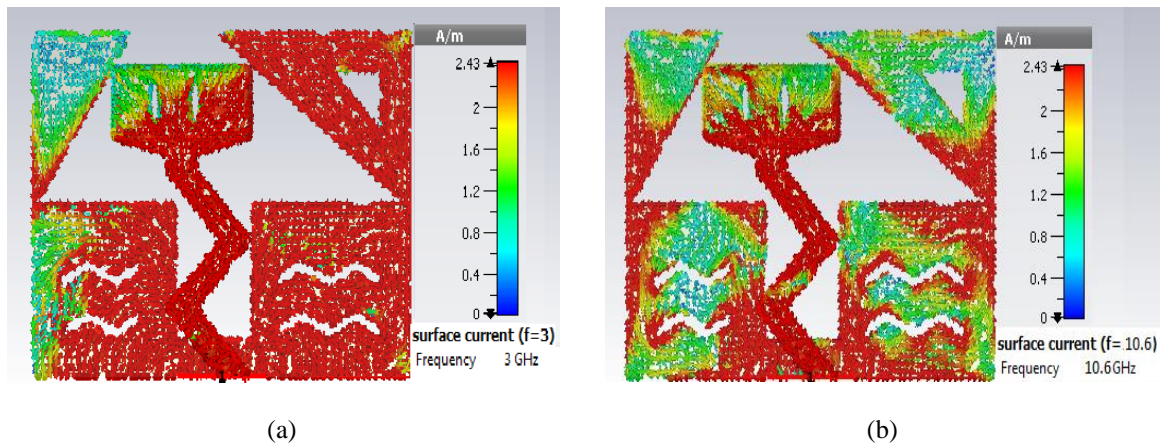 A/m
2.43
2
1.6
1.2
0.8
0.4
0
surface current (f=3)
Frequency 3 GHz
(a)
A/m
2.43
2
1.6
1.2
0.8
0.4
0
surface current (f= 10.6)
Frequency 10.6GHz
(b)